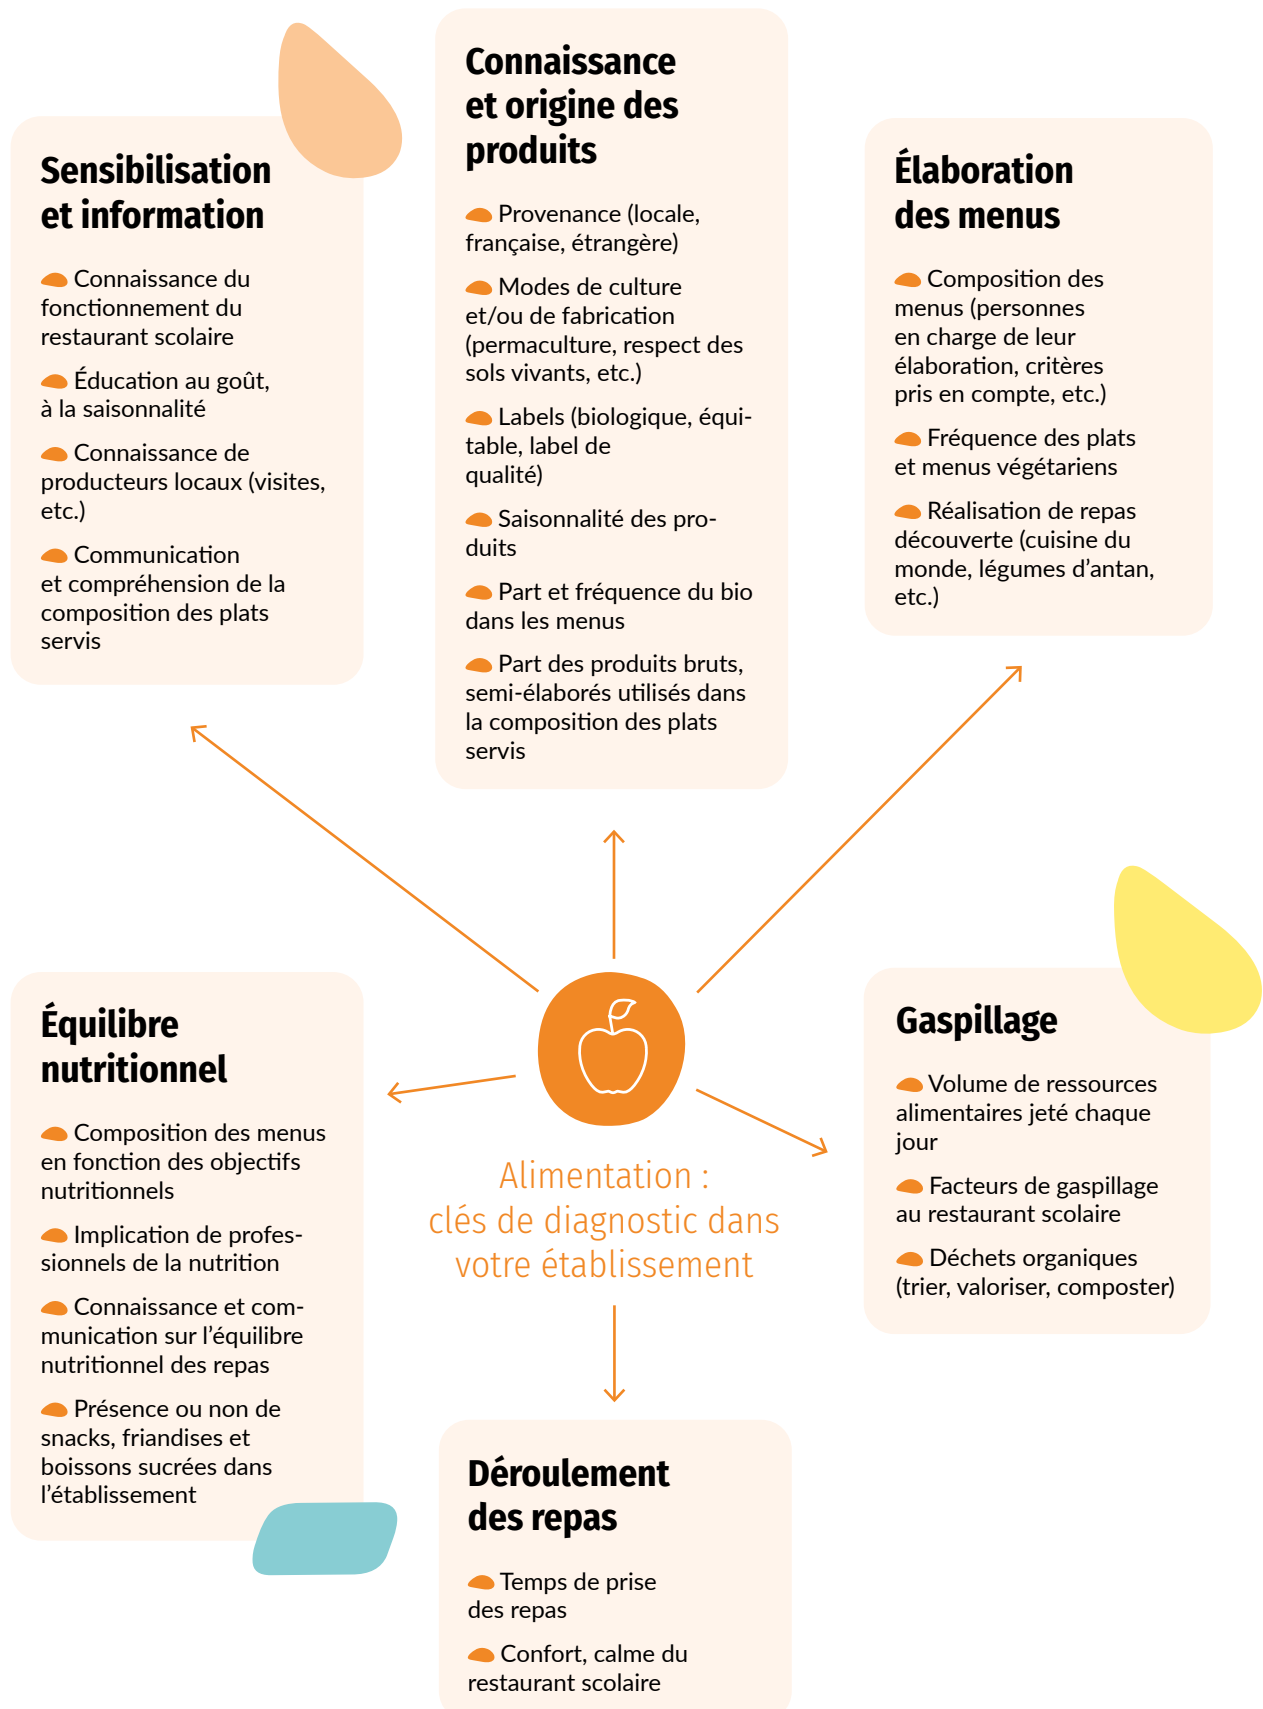 Sensibilisation
et information
Connaissance du
fonctionnement du
restaurant scolaire
Éducation au goût,
à la saisonnalité
Connaissance de
producteurs locaux (visites,
etc.)
Communication
et compréhension de la
composition des plats
servis
Connaissance
et origine des
produits
Provenance (locale,
française, étrangère)
Modes de culture
et/ou de fabrication
(permaculture, respect des
sols vivants, etc.)
Labels (biologique, équi-
table, label de
qualité)
Saisonnalité des pro-
duits
Part et fréquence du bio
dans les menus
Part des produits bruts,
semi-élaborés utilisés dans
la composition des plats
servis
Élaboration
des menus
Composition des
menus (personnes
en charge de leur
élaboration, critères
pris en compte, etc.)
Fréquence des plats
et menus végétariens
Réalisation de repas
découverte (cuisine du
monde, légumes d’antan,
etc.)
Équilibre
nutritionnel
Composition des menus
en fonction des objectifs
nutritionnels
Implication de profes-
sionnels de la nutrition
Connaissance et com-
munication sur l’équilibre
nutritionnel des repas
Présence ou non de
snacks, friandises et
boissons sucrées dans
l’établissement
Alimentation :
clés de diagnostic dans
votre établissement
Gaspillage
Volume de ressources
alimentaires jeté chaque
jour
Facteurs de gaspillage
au restaurant scolaire
Déchets organiques
(trier, valoriser, composter)
Déroulement
des repas
Temps de prise
des repas
Confort, calme du
restaurant scolaire